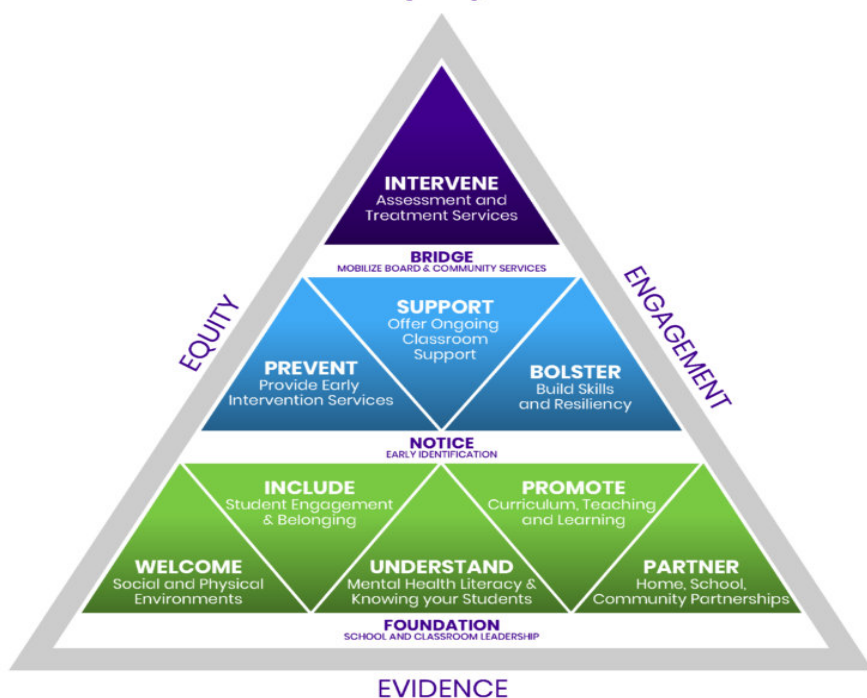 INTERVENE
Assessment and
Treatment Services
BRIDGE
MOBILIZE BOARD & COMMUNITY SERVICES
EQUITY
ENGAGEMENT
SUPPORT
Offer Ongoing
Classroom
Support
PREVENT
Provide Early
Intervention Services
BOLSTER
Build Skills
and Resiliency
NOTICE
EARLY IDENTIFICATION
INCLUDE
Student Engagement
& Belonging
PROMOTE
Curriculum, Teaching
and Learning
WELCOME
Social and Physical
Environments
UNDERSTAND
Mental Health Literacy &
Knowing your Students
PARTNER
Home, School,
Community Partnerships
FOUNDATION
SCHOOL AND CLASSROOM LEADERSHIP
EVIDENCE